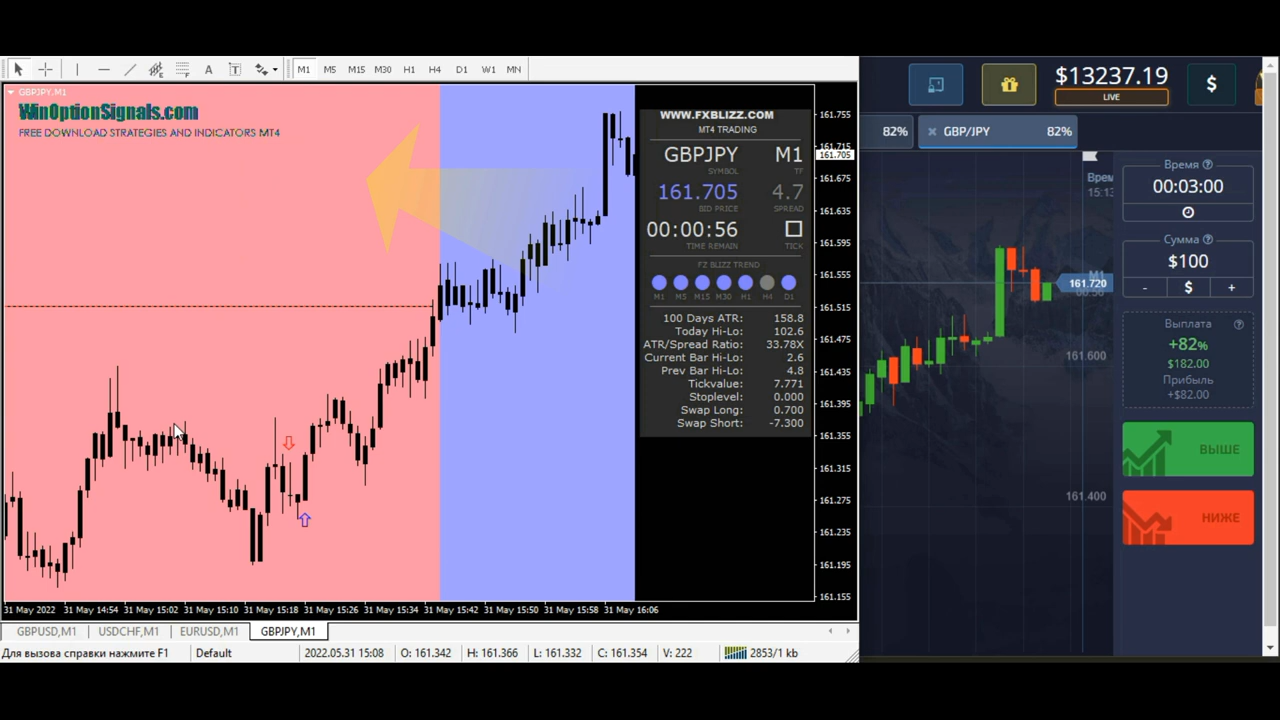 M1 M5 M15 M30 H1 H4 D1 W1 MN
GBPJPY,M1
WinOptionSignals.com
FREE DOWNLOAD STRATEGIES AND INDICATORS MT4
WWW.FXBLIZZ.COM
MT4 TRADING
GBPJPY M1
SYMBOL TF
161.705 4.7
BID PRICE SPREAD
00:00:56
TIME REMAIN TICK
FZ BLIZZ TREND
M1 M5 M15 M30 H1 H4 D1
100 Days ATR: 158.8
Today Hi-Lo: 102.6
ATR/Spread Ratio: 33.78X
Current Bar Hi-Lo: 2.6
Prev Bar Hi-Lo: 4.8
Tickvalue: 7.771
Stoplevel: 0.000
Swap Long: 0.700
Swap Short: -7.300
161.755
161.715
161.705
161.675
161.635
161.595
161.555
161.515
161.475
161.435
161.395
161.355
161.315
161.275
161.235
161.195
161.155
31 May 2022 31 May 14:54 31 May 15:02 31 May 15:10 31 May 15:18 31 May 15:26 31 May 15:34 31 May 15:42 31 May 15:50 31 May 15:58 31 May 16:06
GBPUSD,M1 USDCHF,M1 EURUSD,M1 GBPJPY,M1
Для вызова справки нажмите F1 Default 2022.05.31 15:08 O: 161.342 H: 161.366 L: 161.332 C: 161.354 V: 222 2853/1 kb
$13237.19
LIVE
$
82% GBP/JPY 82%
15:13
M1
161.720
161.600
161.400
Время
00:03:00
Сумма
$100
- $ +
Выплата
+82%
$182.00
Прибыль
+$82.00
ВЫШЕ
НИЖЕ